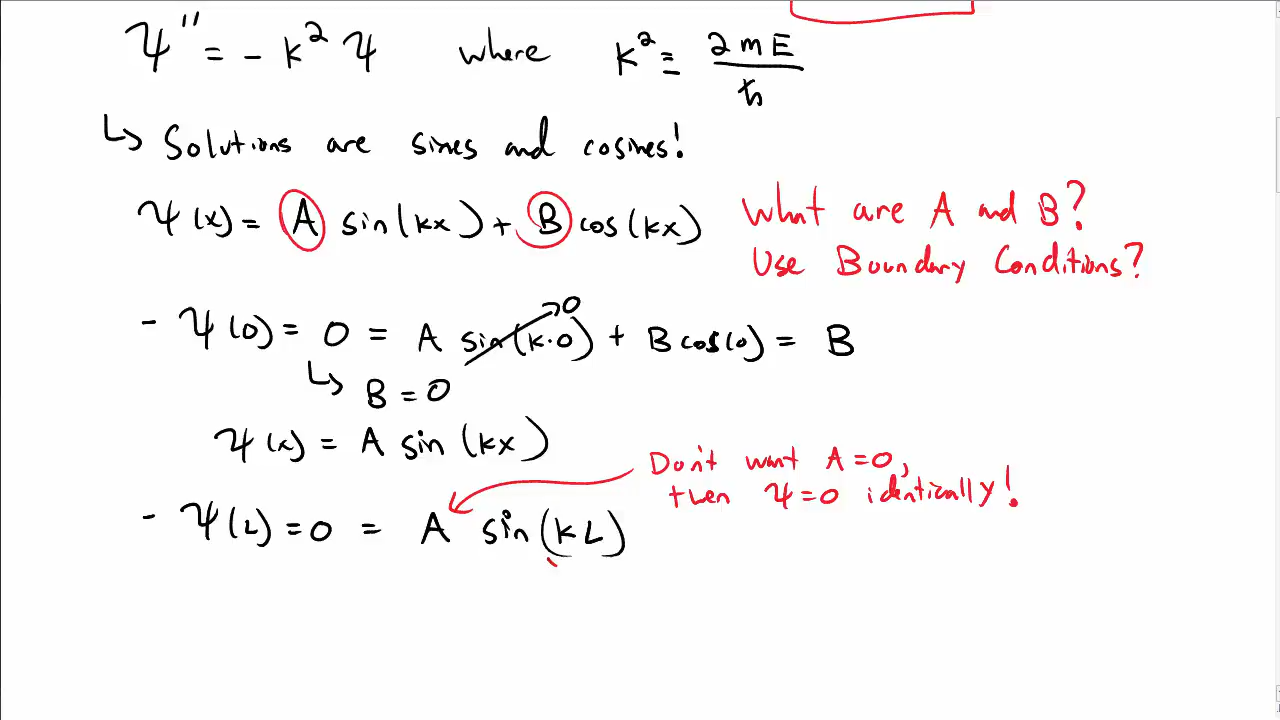 Ψ'' = - k² Ψ where k² ≡ 2mE / ħ
↳ Solutions are sines and cosines!
Ψ(x) = A sin(kx) + B cos(kx)
What are A and B?
Use Boundary Conditions?
- Ψ(0) = 0 = A sin(k·0) → 0 + B cos(0) = B
↳ B = 0
Ψ(x) = A sin(kx)
Don't want A = 0,
then Ψ = 0 identically!
- Ψ(L) = 0 = A sin(kL)